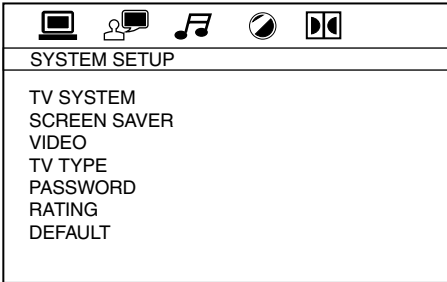 SYSTEM SETUP
TV SYSTEM
SCREEN SAVER
VIDEO
TV TYPE
PASSWORD
RATING
DEFAULT